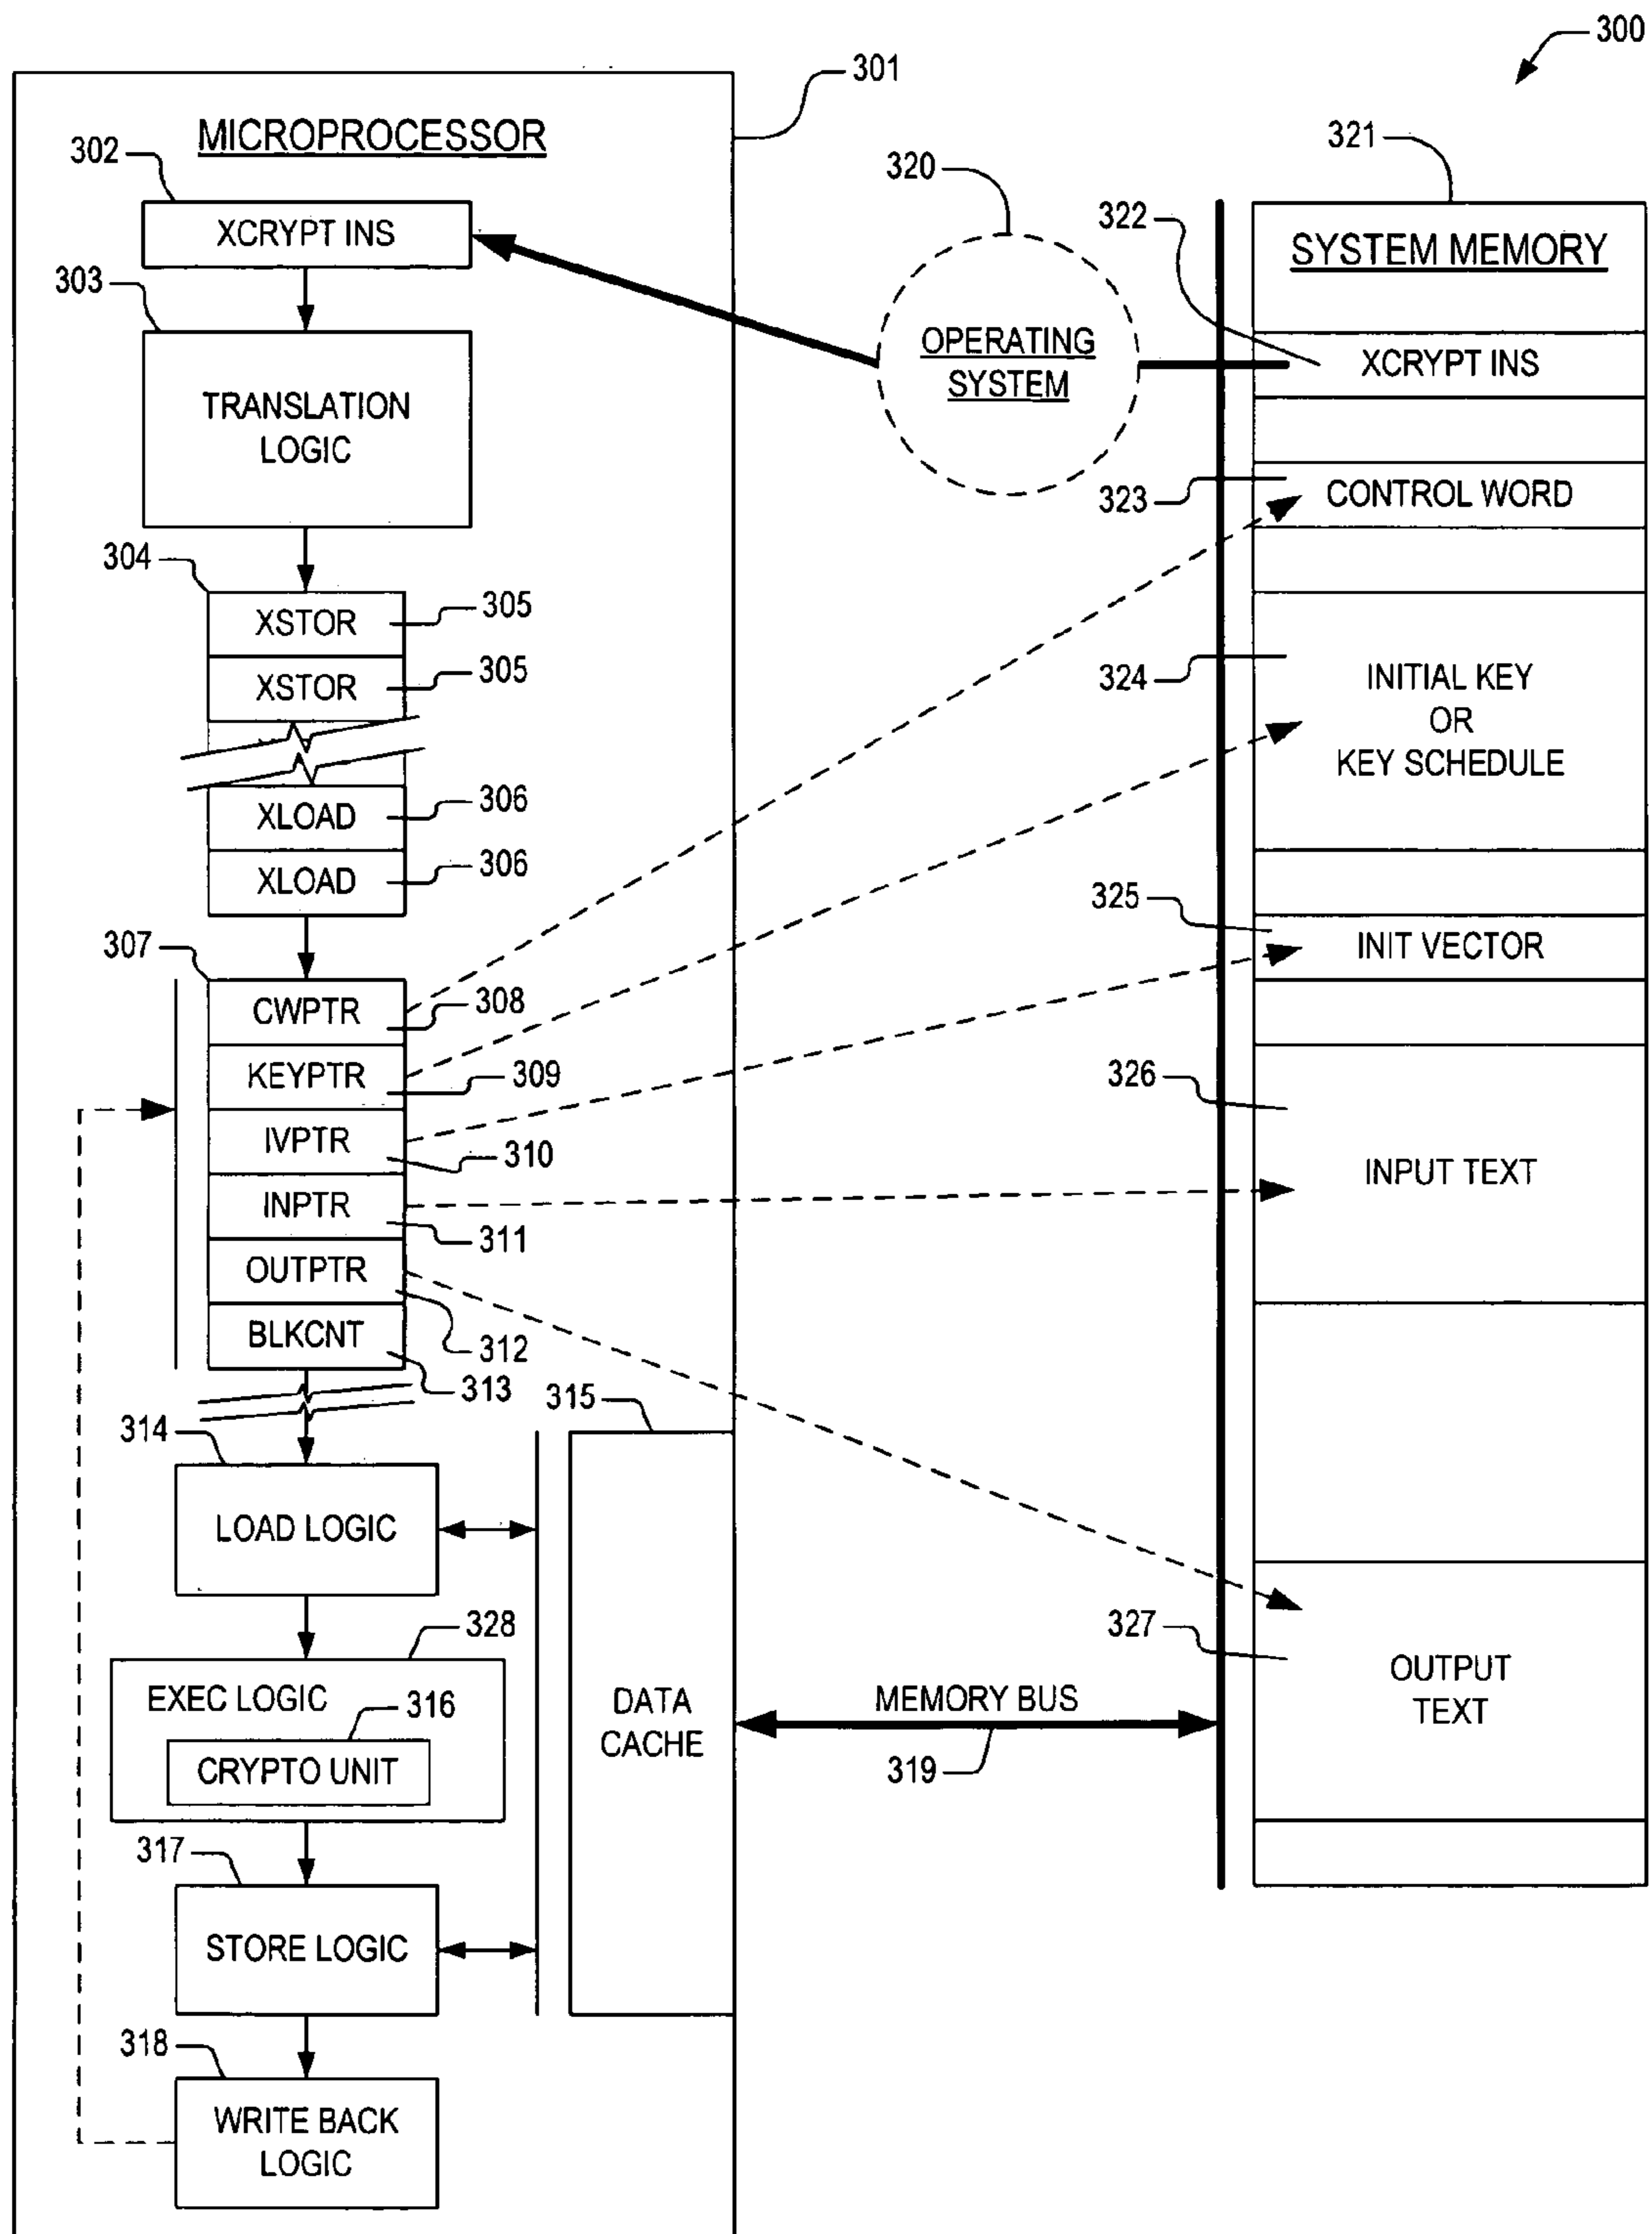 300
301
MICROPROCESSOR
302
XCRYPT INS
303
TRANSLATION
LOGIC
304
XSTOR
305
XSTOR
305
XLOAD
306
XLOAD
306
307
CWPTR
308
KEYPTR
309
IVPTR
310
INPTR
311
OUTPTR
312
BLKCNT
313
314
LOAD LOGIC
315
DATA
CACHE
328
EXEC LOGIC
316
CRYPTO UNIT
317
STORE LOGIC
318
WRITE BACK
LOGIC
320
OPERATING
SYSTEM
MEMORY BUS
319
321
SYSTEM MEMORY
322
XCRYPT INS
323
CONTROL WORD
324
INITIAL KEY
OR
KEY SCHEDULE
325
INIT VECTOR
326
INPUT TEXT
327
OUTPUT
TEXT